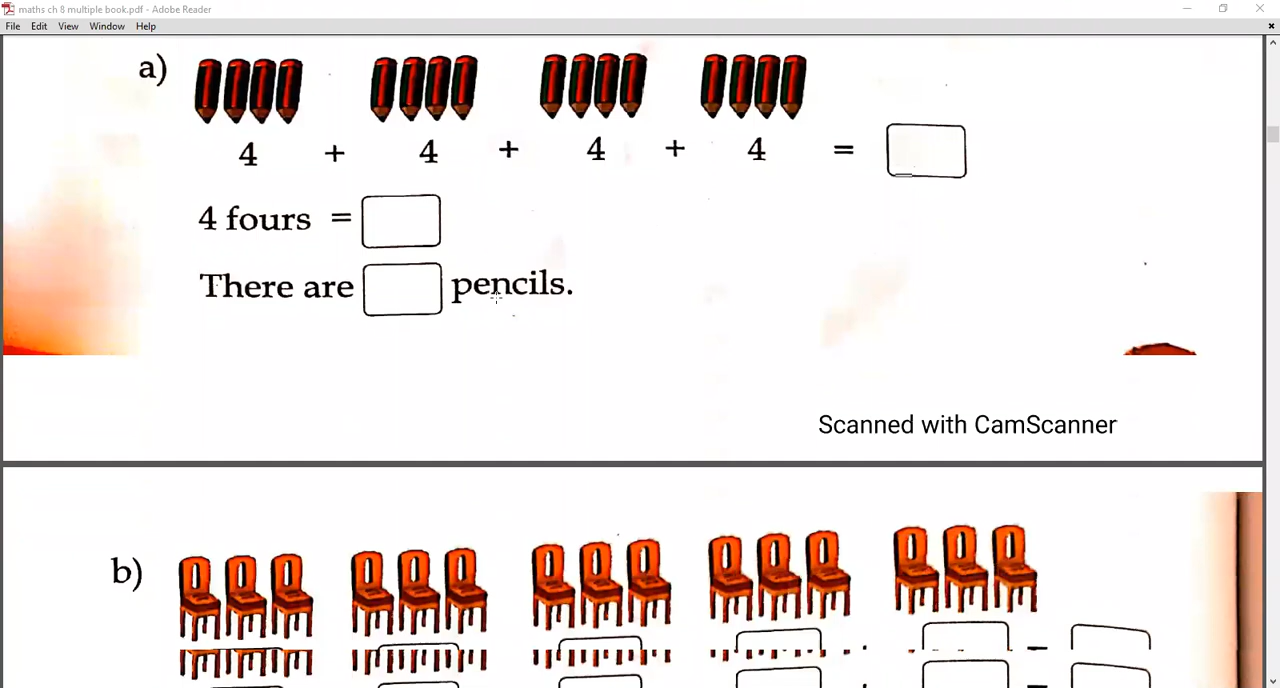 maths ch 8 multiple book.pdf - Adobe Reader
File Edit View Window Help
a)
4 + 4 + 4 + 4 =
4 fours =
There are pencils.
Scanned with CamScanner
b)
=
=